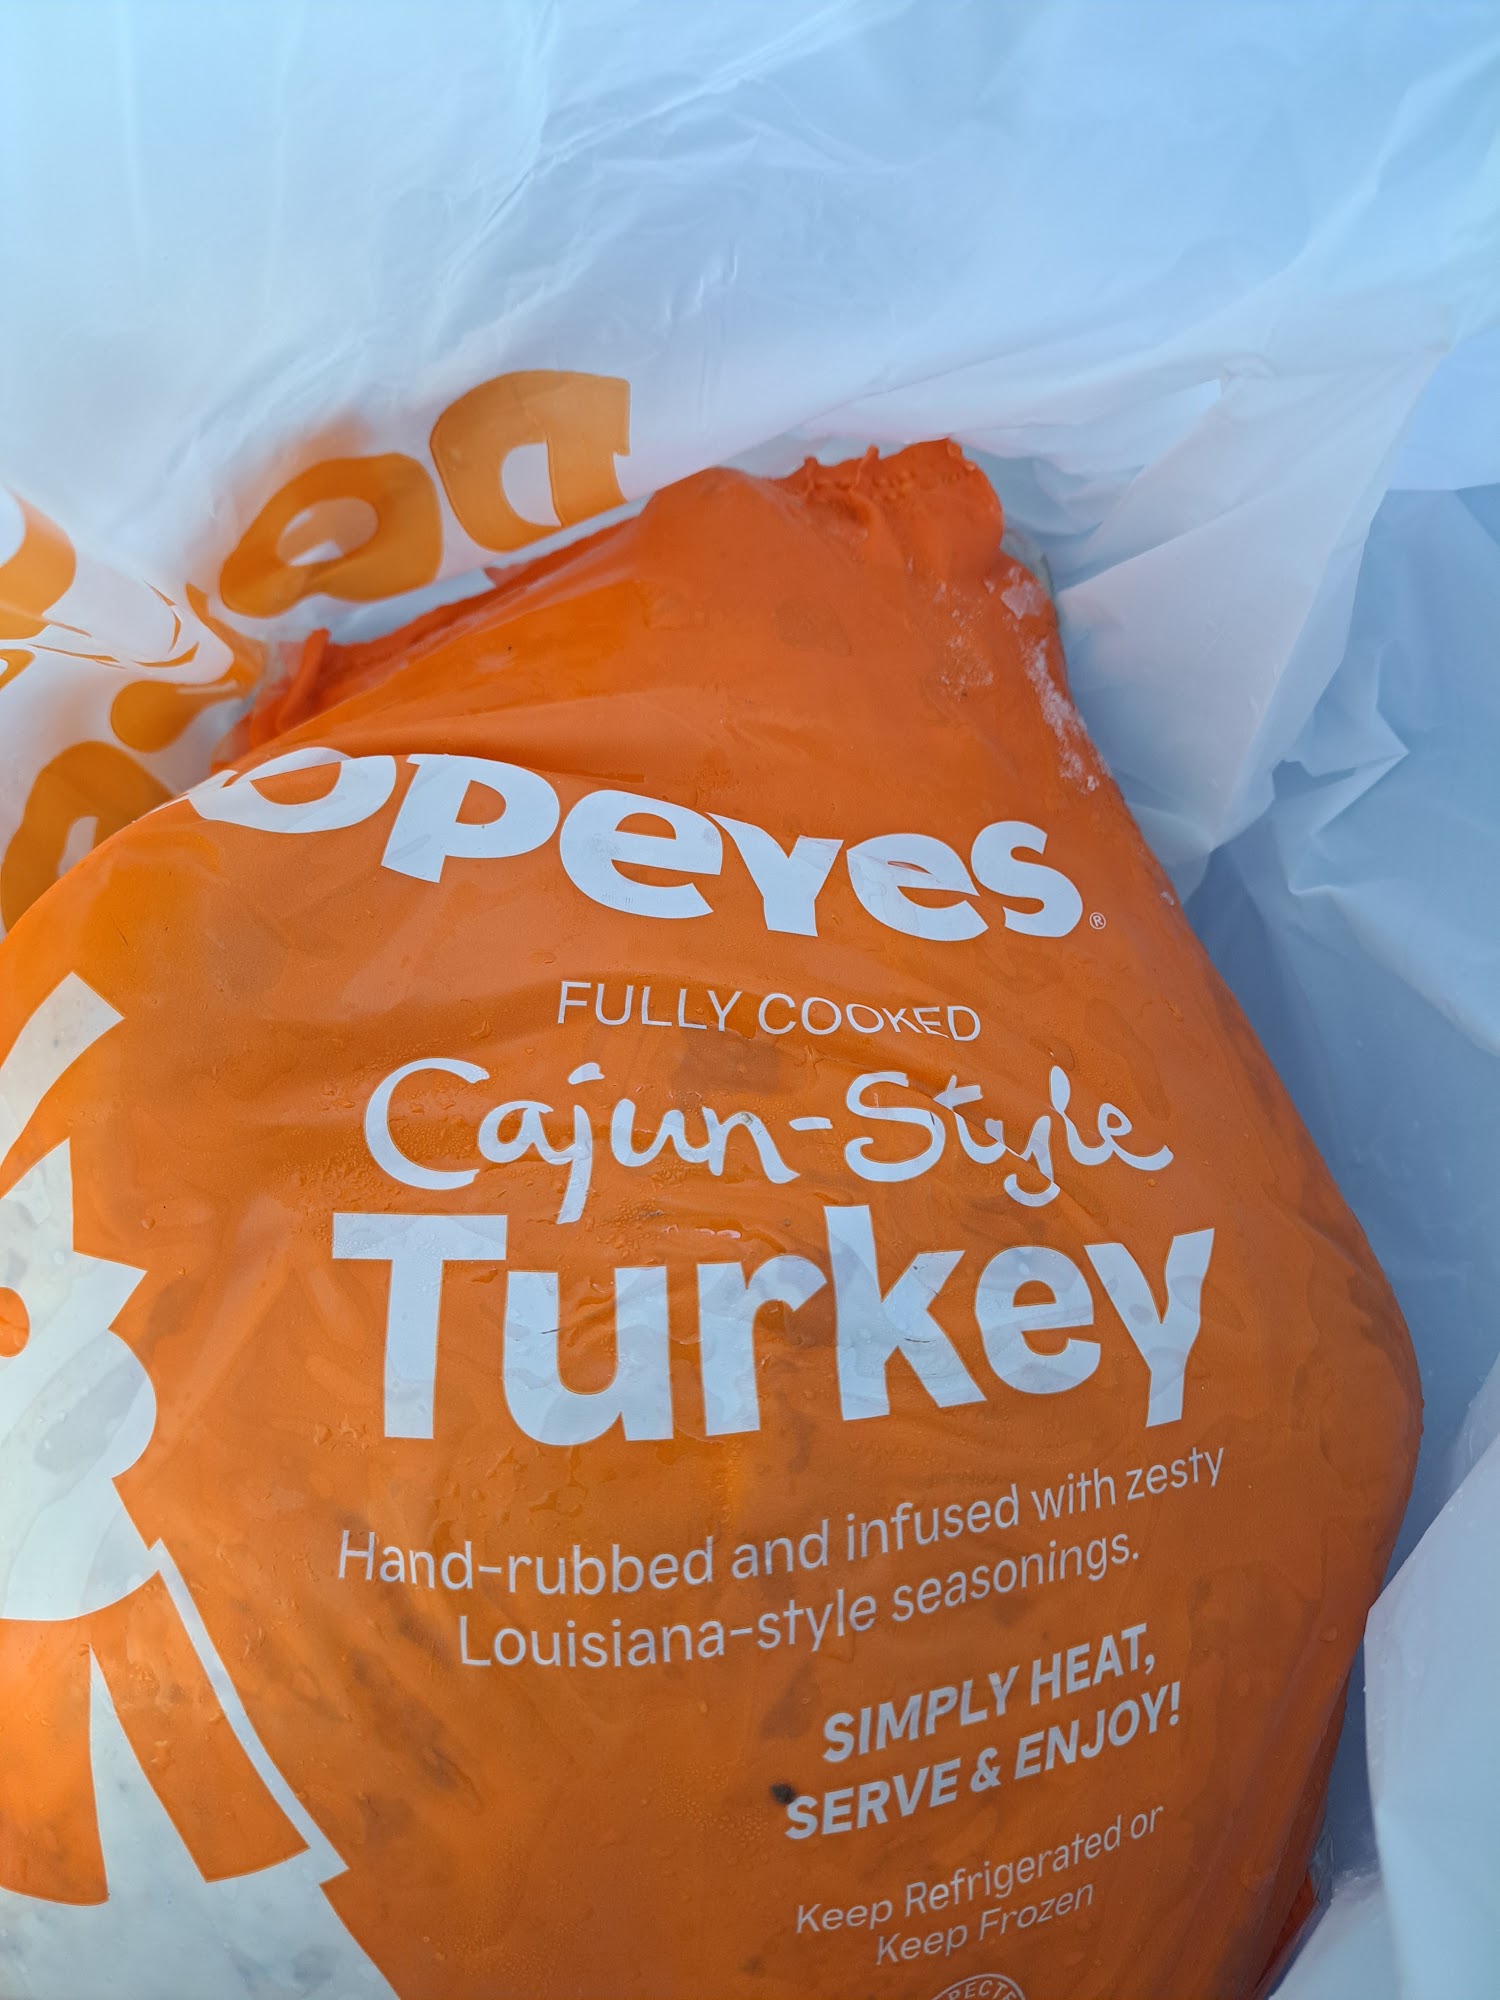 Popeyes®
FULLY COOKED
Cajun-Style
Turkey
Hand-rubbed and infused with zesty
Louisiana-style seasonings.
SIMPLY HEAT,
SERVE & ENJOY!
Keep Refrigerated or
Keep Frozen